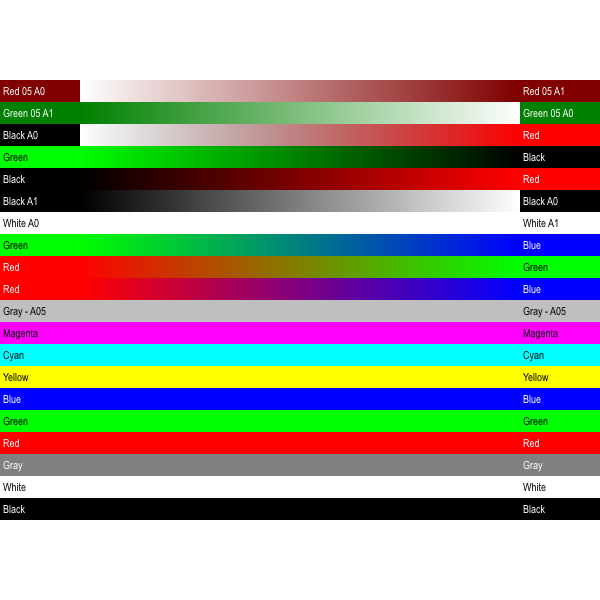 Red 05 A0 Red 05 A1
Green 05 A1 Green 05 A0
Black A0 Red
Green Black
Black Red
Black A1 Black A0
White A0 White A1
Green Blue
Red Green
Red Blue
Gray - A05 Gray - A05
Magenta Magenta
Cyan Cyan
Yellow Yellow
Blue Blue
Green Green
Red Red
Gray Gray
White White
Black Black